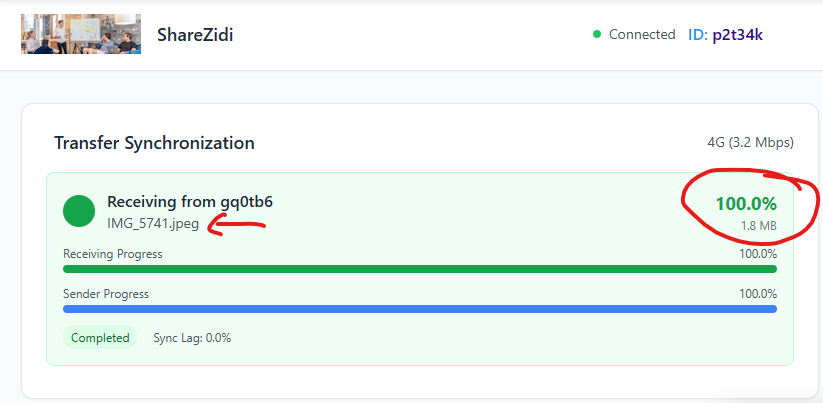 ShareZidi
Connected ID: p2t34k
Transfer Synchronization
4G (3.2 Mbps)
Receiving from gq0tb6
100.0%
IMG_5741.jpeg
1.8 MB
Receiving Progress
100.0%
Sender Progress
100.0%
Completed
Sync Lag: 0.0%